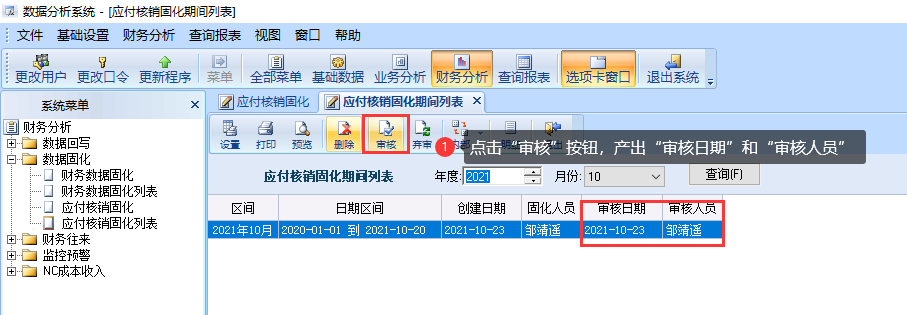 数据分析系统 - [应付核销固化期间列表]
文件 基础设置 财务分析 查询报表 视图 窗口 帮助
更改用户 更改口令 更新程序 菜单 全部菜单 基础数据 业务分析 财务分析 查询报表 选项卡窗口 退出系统
系统菜单 应付核销固化 应付核销固化期间列表
财务分析
数据回写
数据固化
财务数据固化
财务数据固化列表
应付核销固化
应付核销固化列表
财务往来
监控预警
NC成本收入
设置 打印 预览 删除 审核 弃审
1 点击“审核”按钮，产出“审核日期”和“审核人员”
应付核销固化期间列表 年度: 2021 月份: 10 查询(F)
区间 日期区间 创建日期 固化人员 审核日期 审核人员
2021年10月 2020-01-01 到 2021-10-20 2021-10-23 邹靖遥 2021-10-23 邹靖遥